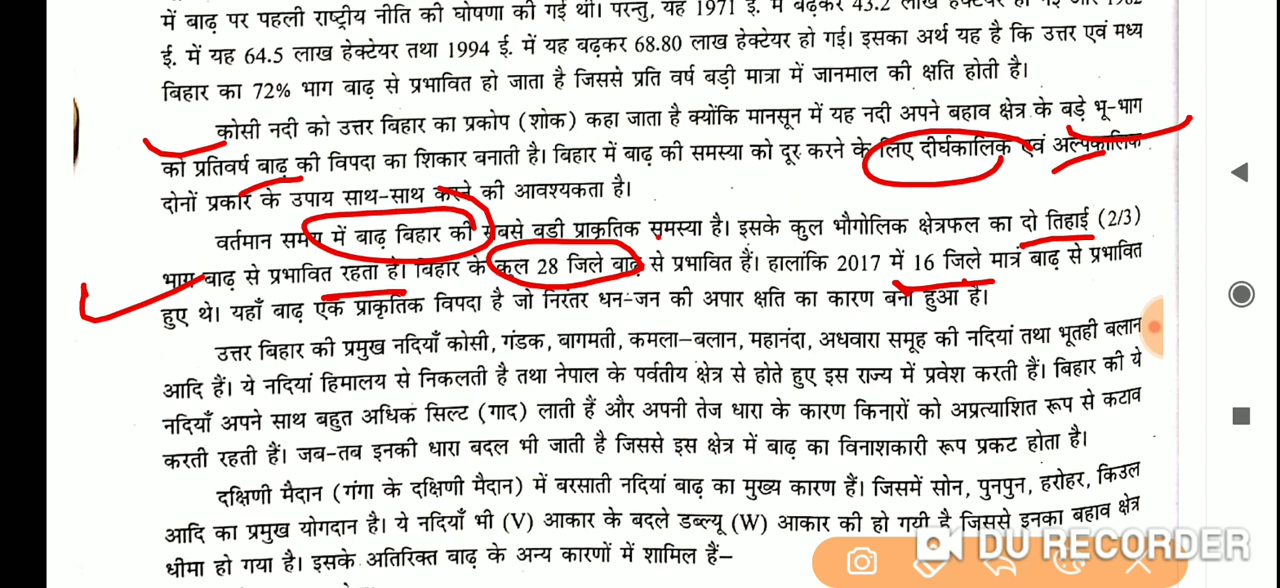 में बाढ़ पर पहली राष्ट्रीय नीति की घोषणा की गई थी। परन्तु, यह 1971 ई. में बढ़कर 43.2 लाख हेक्टेयर हो गई और 1982
ई. में यह 64.5 लाख हेक्टेयर तथा 1994 ई. में यह बढ़कर 68.80 लाख हेक्टेयर हो गई। इसका अर्थ यह है कि उत्तर एवं मध्य
बिहार का 72% भाग बाढ़ से प्रभावित हो जाता है जिससे प्रति वर्ष बड़ी मात्रा में जानमाल की क्षति होती है।
कोसी नदी को उत्तर बिहार का प्रकोप (शोक) कहा जाता है क्योंकि मानसून में यह नदी अपने बहाव क्षेत्र के बड़े भू-भाग
को प्रतिवर्ष बाढ़ की विपदा का शिकार बनाती है। बिहार में बाढ़ की समस्या को दूर करने के लिए दीर्घकालिक एवं अल्पकालिक
दोनों प्रकार के उपाय साथ-साथ करने की आवश्यकता है।
वर्तमान समय में बाढ़ बिहार की सबसे बड़ी प्राकृतिक समस्या है। इसके कुल भौगोलिक क्षेत्रफल का दो तिहाई (2/3)
भाग बाढ़ से प्रभावित रहता है। बिहार के कुल 28 जिले बाढ़ से प्रभावित हैं। हालांकि 2017 में 16 जिले मात्र बाढ़ से प्रभावित
हुए थे। यहाँ बाढ़ एक प्राकृतिक विपदा है जो निरंतर धन-जन की अपार क्षति का कारण बना हुआ है।
उत्तर बिहार की प्रमुख नदियाँ कोसी, गंडक, बागमती, कमला-बलान, महानंदा, अधवारा समूह की नदियां तथा भूतही बलान
आदि हैं। ये नदियां हिमालय से निकलती है तथा नेपाल के पर्वतीय क्षेत्र से होते हुए इस राज्य में प्रवेश करती हैं। बिहार की ये
नदियाँ अपने साथ बहुत अधिक सिल्ट (गाद) लाती हैं और अपनी तेज धारा के कारण किनारों को अप्रत्याशित रूप से कटाव
करती रहती हैं। जब-तब इनकी धारा बदल भी जाती है जिससे इस क्षेत्र में बाढ़ का विनाशकारी रूप प्रकट होता है।
दक्षिणी मैदान (गंगा के दक्षिणी मैदान) में बरसाती नदियां बाढ़ का मुख्य कारण हैं। जिसमें सोन, पुनपुन, हरोहर, किउल
आदि का प्रमुख योगदान है। ये नदियाँ भी (V) आकार के बदले डब्ल्यू (W) आकार की हो गयी है जिससे इनका बहाव क्षेत्र
धीमा हो गया है। इसके अतिरिक्त बाढ़ के अन्य कारणों में शामिल हैं–
DU RECORDER